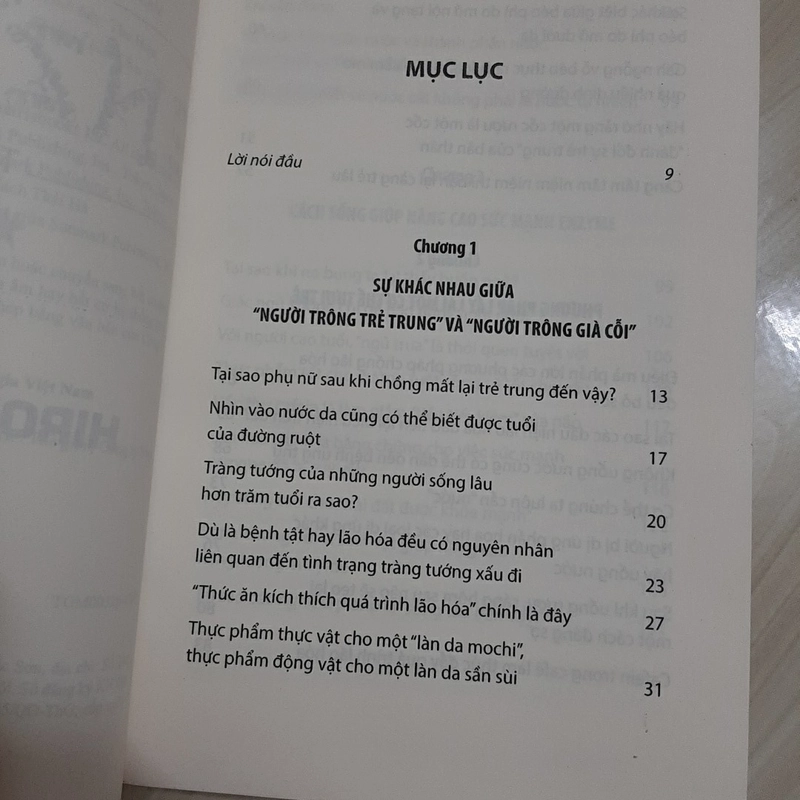 MỤC LỤC
Lời nói đầu 9
Chương 1
SỰ KHÁC NHAU GIỮA
“NGƯỜI TRÔNG TRẺ TRUNG” VÀ “NGƯỜI TRÔNG GIÀ CỖI”
Tại sao phụ nữ sau khi chồng mất lại trẻ trung đến vậy? 13
Nhìn vào nước da cũng có thể biết được tuổi
của đường ruột 17
Tràng tướng của những người sống lâu
hơn trăm tuổi ra sao? 20
Dù là bệnh tật hay lão hóa đều có nguyên nhân
liên quan đến tình trạng tràng tướng xấu đi 23
“Thức ăn kích thích quá trình lão hóa” chính là đây 27
Thực phẩm thực vật cho một “làn da mochi”,
thực phẩm động vật cho một làn da sần sùi 31